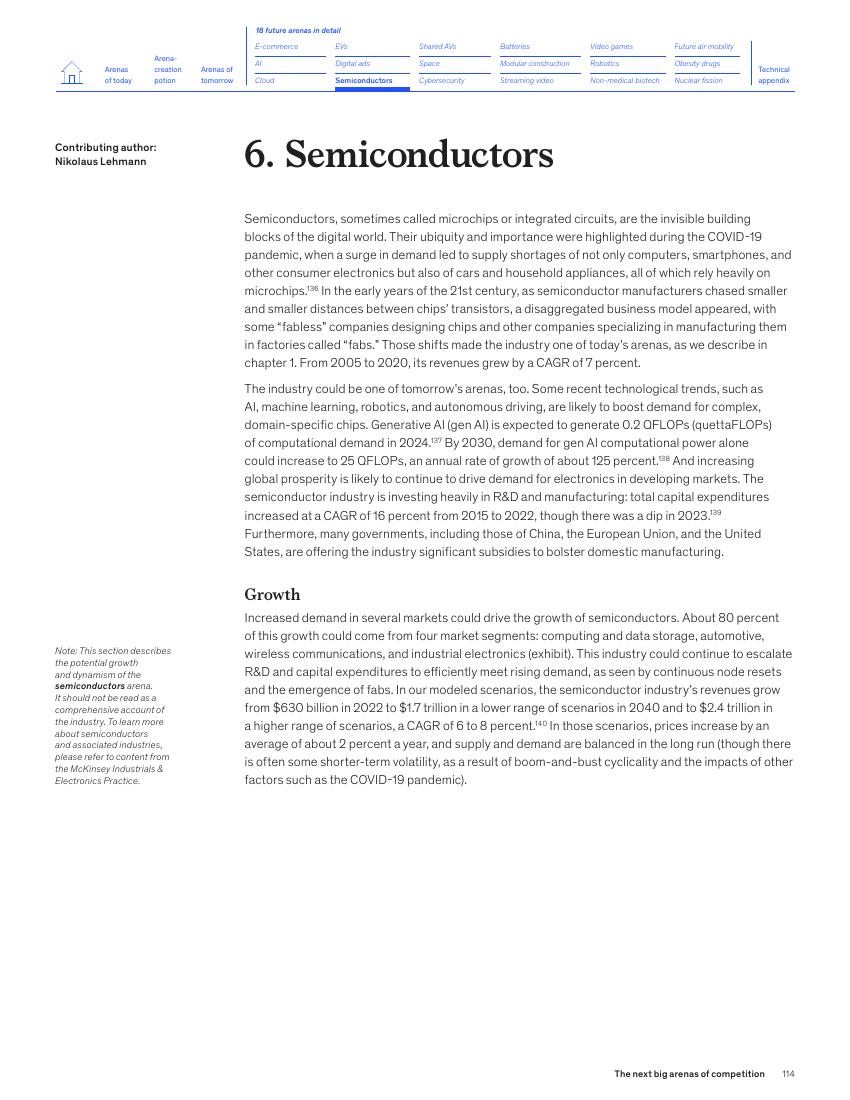 18 future arenas in detail
Arenas
of today
Arena-
creation
potion
Arenas of
tomorrow
E-commerce
EVs
Shared AVs
Batteries
Video games
Future air mobility
AI
Digital ads
Space
Modular construction
Robotics
Obesity drugs
Cloud
Semiconductors
Cybersecurity
Streaming video
Non-medical biotech
Nuclear fission
Technical
appendix
Contributing author:
Nikolaus Lehmann
6. Semiconductors
Semiconductors, sometimes called microchips or integrated circuits, are the invisible building
blocks of the digital world. Their ubiquity and importance were highlighted during the COVID-19
pandemic, when a surge in demand led to supply shortages of not only computers, smartphones, and
other consumer electronics but also of cars and household appliances, all of which rely heavily on
microchips.136 In the early years of the 21st century, as semiconductor manufacturers chased smaller
and smaller distances between chips’ transistors, a disaggregated business model appeared, with
some “fabless” companies designing chips and other companies specializing in manufacturing them
in factories called “fabs.” Those shifts made the industry one of today’s arenas, as we describe in
chapter 1. From 2005 to 2020, its revenues grew by a CAGR of 7 percent.
The industry could be one of tomorrow’s arenas, too. Some recent technological trends, such as
AI, machine learning, robotics, and autonomous driving, are likely to boost demand for complex,
domain-specific chips. Generative AI (gen AI) is expected to generate 0.2 QFLOPs (quettaFLOPs)
of computational demand in 2024.137 By 2030, demand for gen AI computational power alone
could increase to 25 QFLOPs, an annual rate of growth of about 125 percent.138 And increasing
global prosperity is likely to continue to drive demand for electronics in developing markets. The
semiconductor industry is investing heavily in R&D and manufacturing: total capital expenditures
increased at a CAGR of 16 percent from 2015 to 2022, though there was a dip in 2023.139
Furthermore, many governments, including those of China, the European Union, and the United
States, are offering the industry significant subsidies to bolster domestic manufacturing.
Growth
Increased demand in several markets could drive the growth of semiconductors. About 80 percent
of this growth could come from four market segments: computing and data storage, automotive,
wireless communications, and industrial electronics (exhibit). This industry could continue to escalate
R&D and capital expenditures to efficiently meet rising demand, as seen by continuous node resets
and the emergence of fabs. In our modeled scenarios, the semiconductor industry’s revenues grow
from $630 billion in 2022 to $1.7 trillion in a lower range of scenarios in 2040 and to $2.4 trillion in
a higher range of scenarios, a CAGR of 6 to 8 percent.140 In those scenarios, prices increase by an
average of about 2 percent a year, and supply and demand are balanced in the long run (though there
is often some shorter-term volatility, as a result of boom-and-bust cyclicality and the impacts of other
factors such as the COVID-19 pandemic).
Note: This section describes
the potential growth
and dynamism of the
semiconductors arena.
It should not be read as a
comprehensive account of
the industry. To learn more
about semiconductors
and associated industries,
please refer to content from
the McKinsey Industrials &
Electronics Practice.
The next big arenas of competition 114